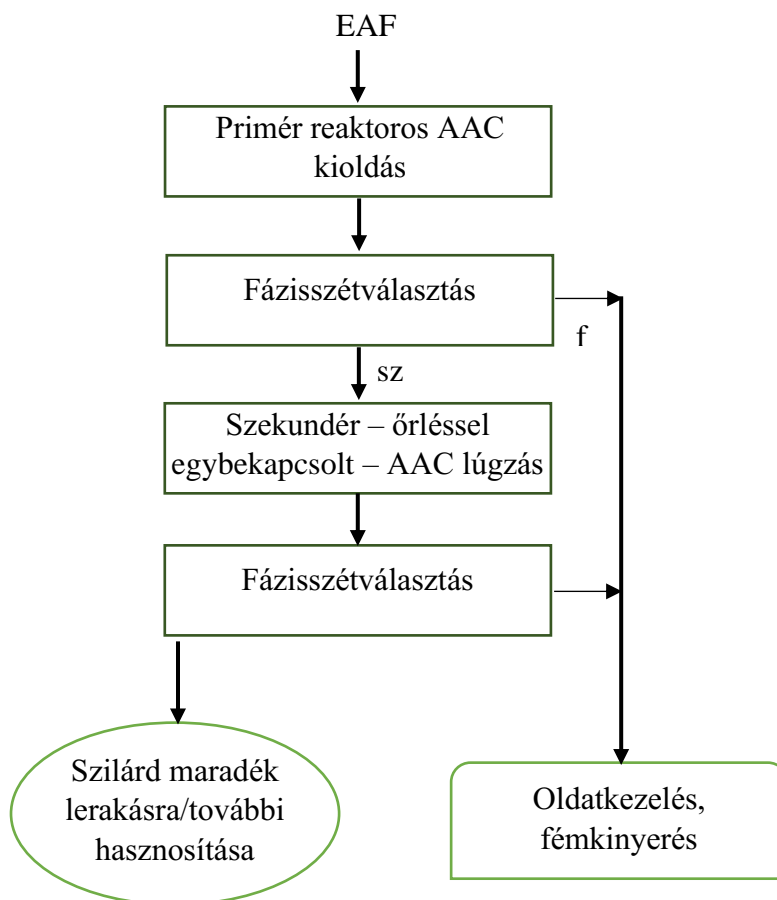 EAF
Primér reaktoros AAC
kioldás
Fázisszétválasztás
f
sz
Szekundér – őrléssel
egybekapcsolt – AAC lúgzás
Fázisszétválasztás
Szilárd maradék
lerakásra/további
hasznosítása
Oldatkezelés,
fémkinyerés